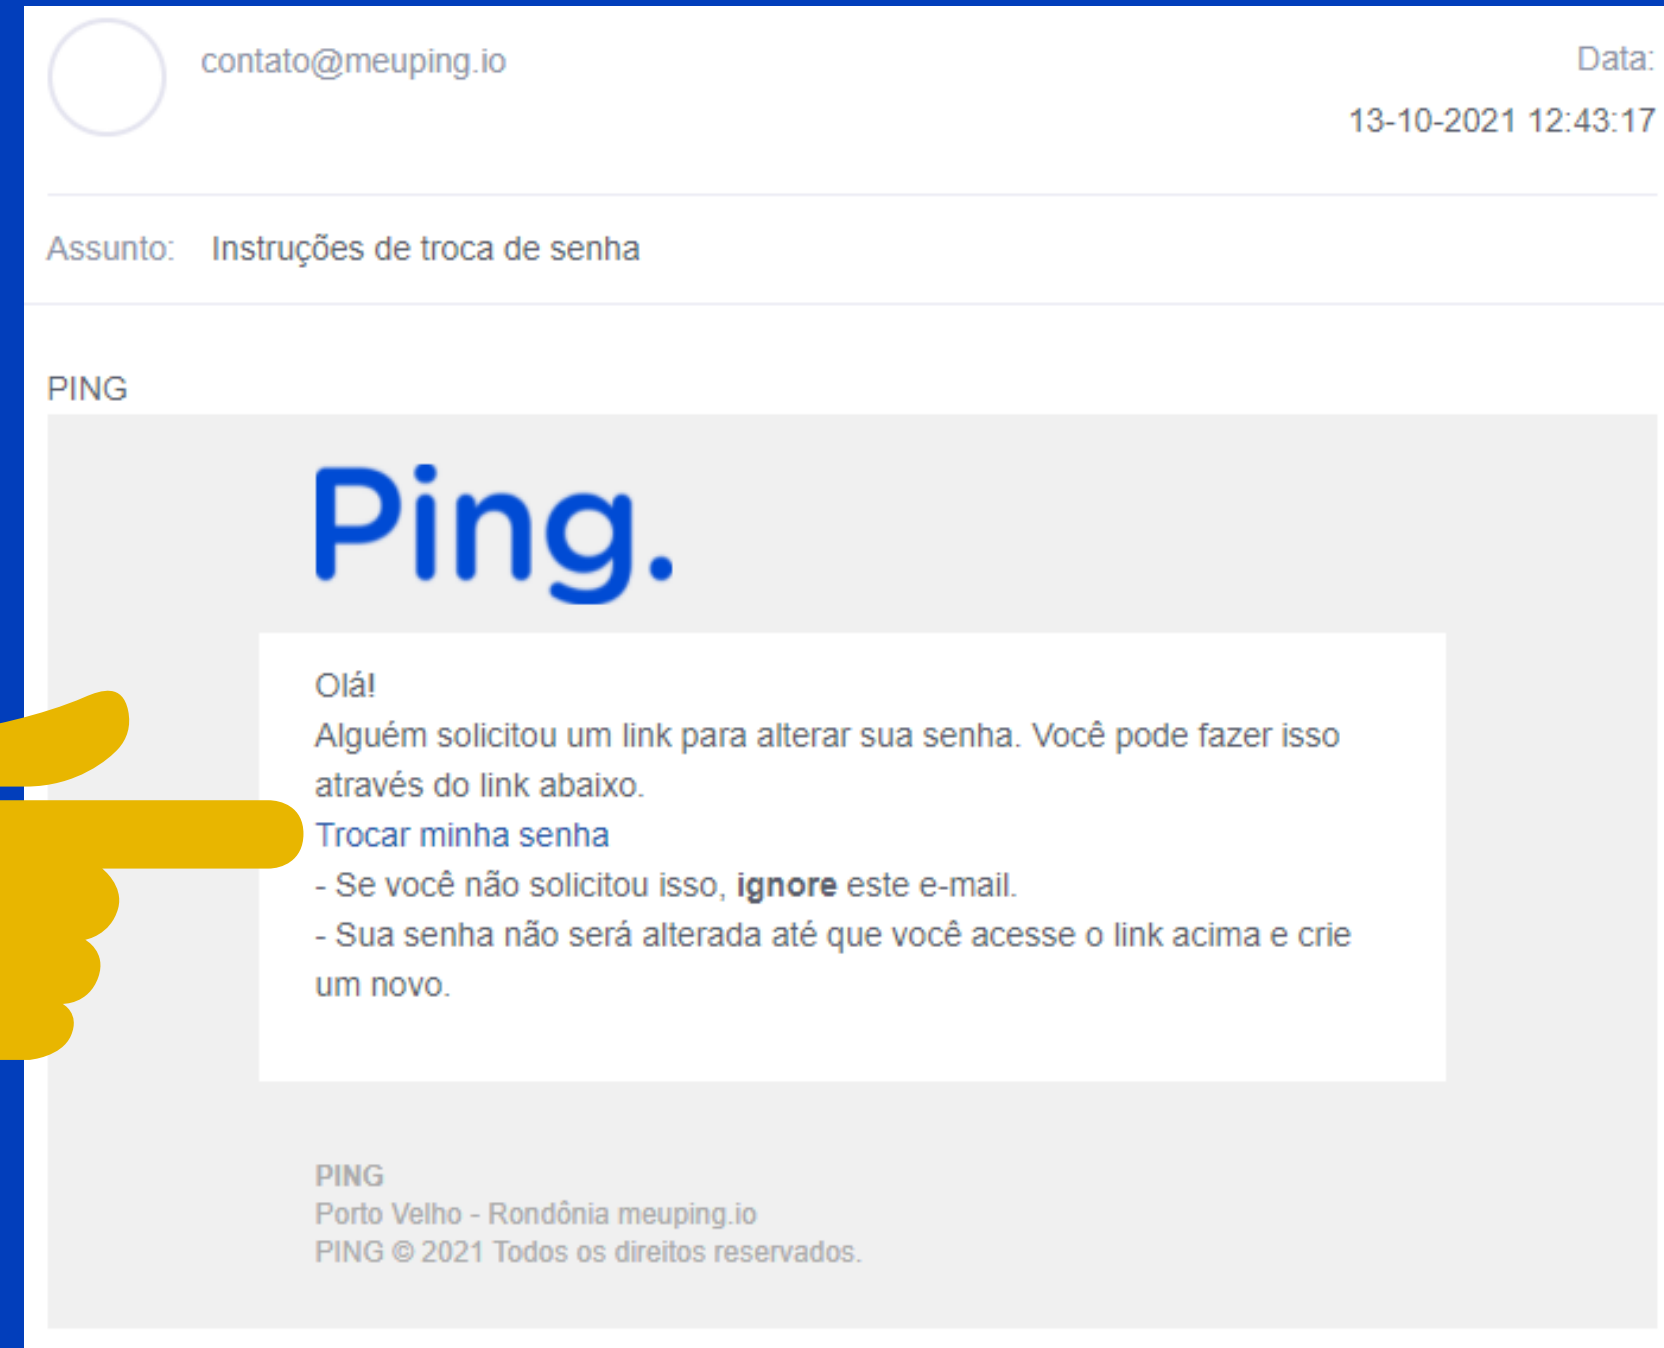 contato@meuping.io
Data:
13-10-2021 12:43:17
Assunto: Instruções de troca de senha
PING
Ping.
Olá!
Alguém solicitou um link para alterar sua senha. Você pode fazer isso
através do link abaixo.
Trocar minha senha
- Se você não solicitou isso, ignore este e-mail.
- Sua senha não será alterada até que você acesse o link acima e crie
um novo.
PING
Porto Velho - Rondônia meuping.io
PING © 2021 Todos os direitos reservados.